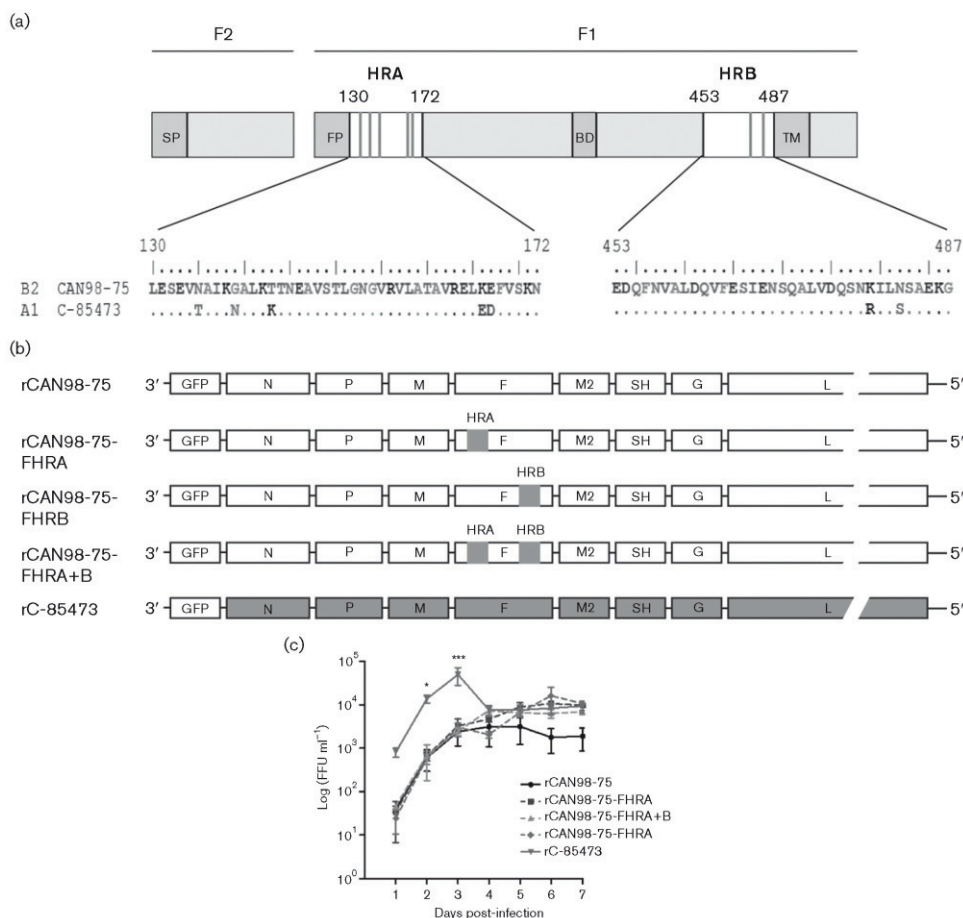 (a)
F2 F1
HRA HRB
130 172 453 487
SP FP BD TM
130 172 453 487
B2 CAN98-75 LESEVNAIKGALKTTNEAVSTLGNGVRVLATAVRELKEFVSKN EDQFNVALDQVFESIENSQALVDQSNKILNSAEKG
A1 C-85473 .....T...N...K......................ED..... ..........................R..S.....
(b)
rCAN98-75 3′ GFP N P M F M2 SH G L 5′
HRA
rCAN98-75-FHRA 3′ GFP N P M F M2 SH G L 5′
HRB
rCAN98-75-FHRB 3′ GFP N P M F M2 SH G L 5′
HRA HRB
rCAN98-75-FHRA+B 3′ GFP N P M F M2 SH G L 5′
rC-85473 3′ GFP N P M F M2 SH G L 5′
(c)
Log (FFU ml⁻¹)
10⁵
10⁴
10³
10²
10¹
10⁰
* ***
rCAN98-75
rCAN98-75-FHRA
rCAN98-75-FHRA+B
rCAN98-75-FHRA
rC-85473
1 2 3 4 5 6 7
Days post-infection